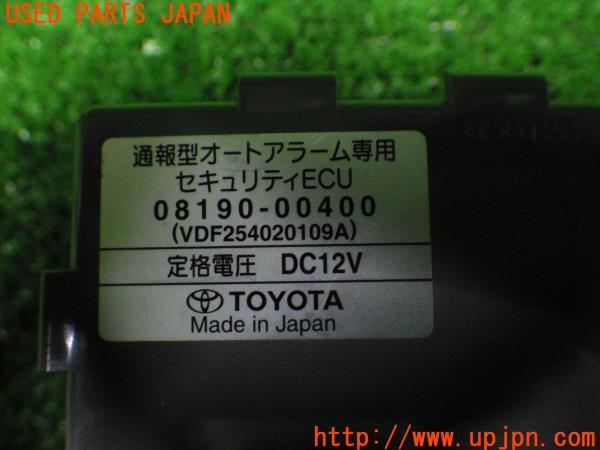 USED PARTS JAPAN
通報型オートアラーム専用
セキュリティECU
08190-00400
(VDF254020109A)
定格電圧 DC12V
TOYOTA
Made in Japan
Copyright(C)
http://www.upjpn.com